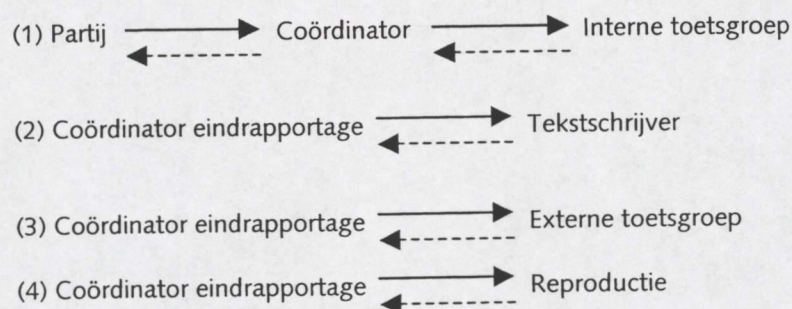 (1) Partij Coördinator Interne toetsgroep
(2) Coördinator eindrapportage Tekstschrijver
(3) Coördinator eindrapportage Externe toetsgroep
(4) Coördinator eindrapportage Reproductie